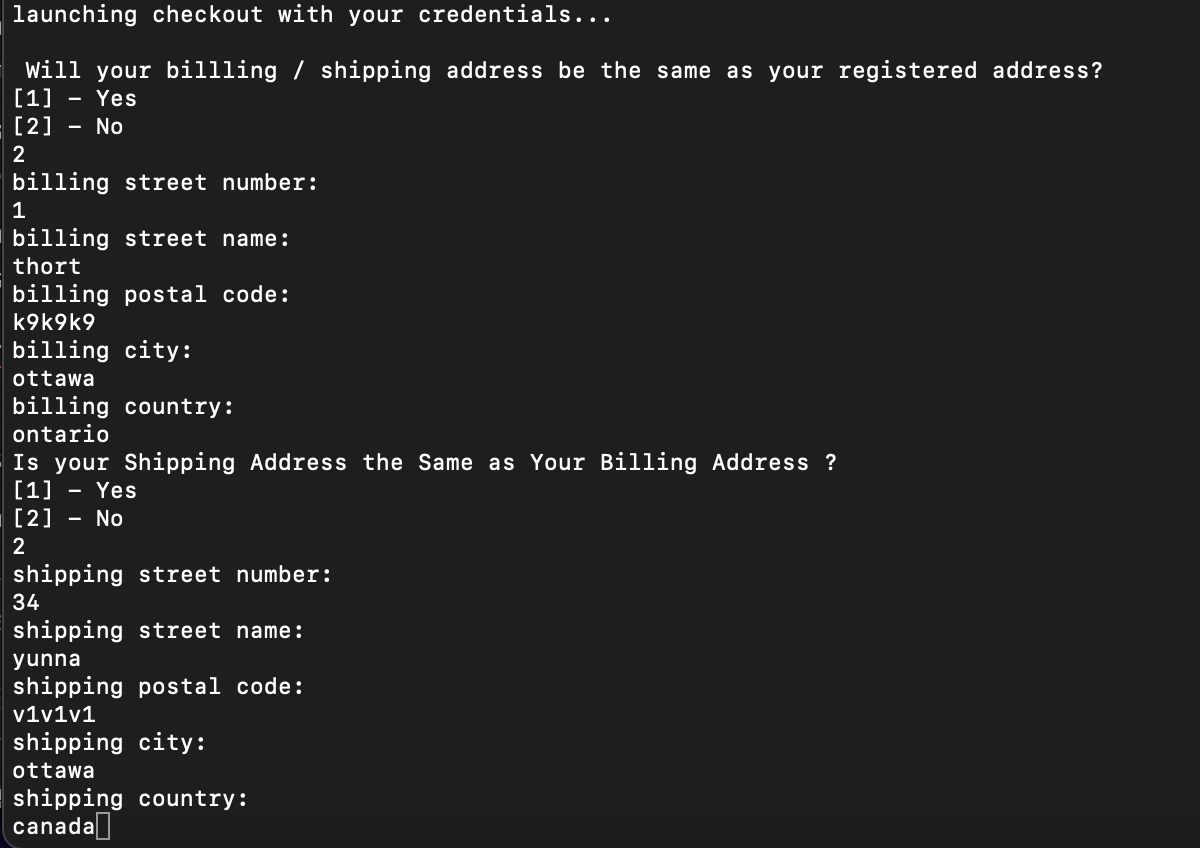 launching checkout with your credentials...
Will your billling / shipping address be the same as your registered address?
[1] – Yes
[2] – No
2
billing street number:
1
billing street name:
thort
billing postal code:
k9k9k9
billing city:
ottawa
billing country:
ontario
Is your Shipping Address the Same as Your Billing Address ?
[1] – Yes
[2] – No
2
shipping street number:
34
shipping street name:
yunna
shipping postal code:
v1v1v1
shipping city:
ottawa
shipping country:
canada